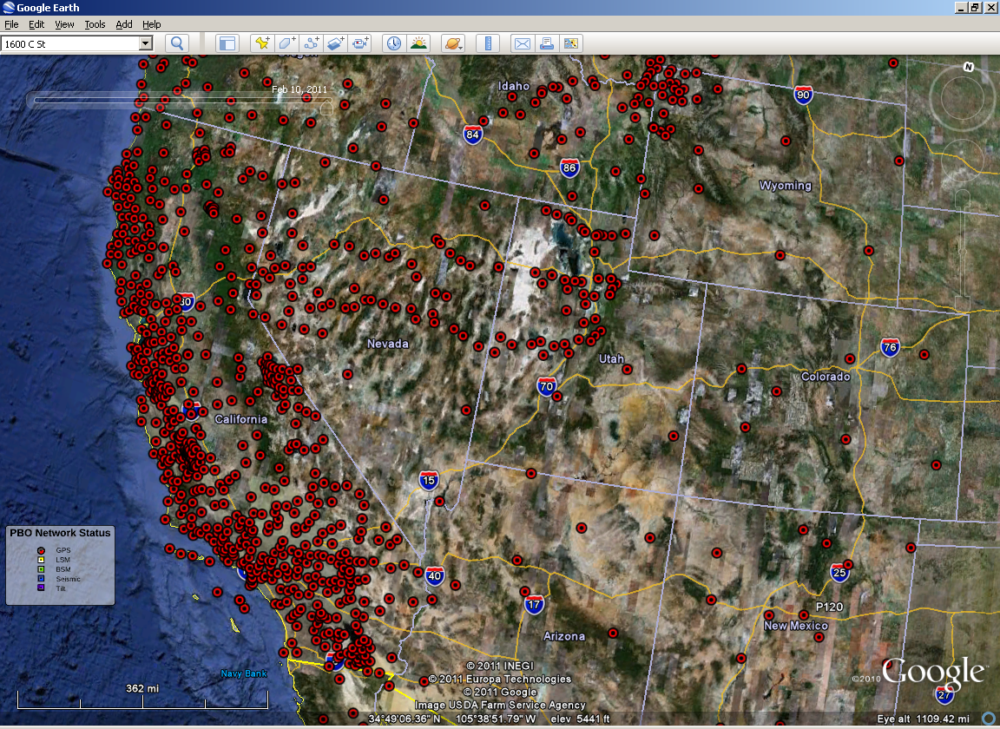 Google Earth
File Edit View Tools Add Help
1600 C St
Oregon
N
Feb 10, 2011
Idaho
90
84
86
Wyoming
80
Nevada
76
Utah
Colorado
70
California
15
PBO Network Status
GPS
LSM
BSM
Seismic
Tilt
40
25
17
P120
New Mexico
Arizona
Navy Bank
© 2011 INEGI
© 2011 Europa Technologies
© 2011 Google
Image USDA Farm Service Agency
©2010 Google™
27
362 mi
34°49'06.36" N 105°38'51.79" W elev 5441 ft
Eye alt 1109.42 mi